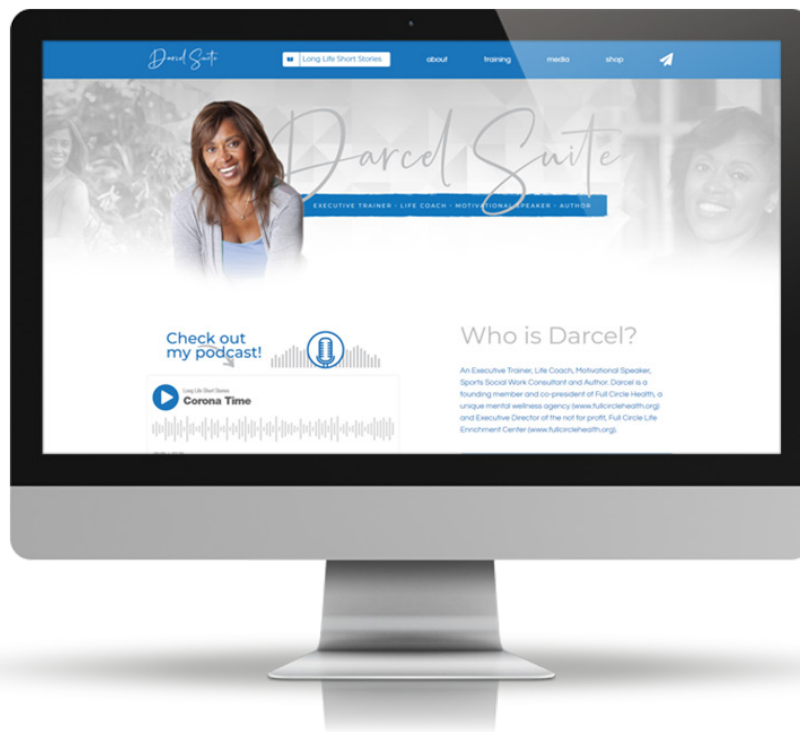 Darcel Suite
Long Life Short Stories
about
training
media
shop
Darcel Suite
EXECUTIVE TRAINER • LIFE COACH • MOTIVATIONAL SPEAKER • AUTHOR
Check out
my podcast!
Long Life Short Stories
Corona Time
Who is Darcel?
An Executive Trainer, Life Coach, Motivational Speaker,
Sports Social Work Consultant and Author. Darcel is a
founding member and co-president of Full Circle Health, a
unique mental wellness agency (www.fullcirclehealth.org)
and Executive Director of the not for profit, Full Circle Life
Enrichment Center (www.fullcirclehealth.org).